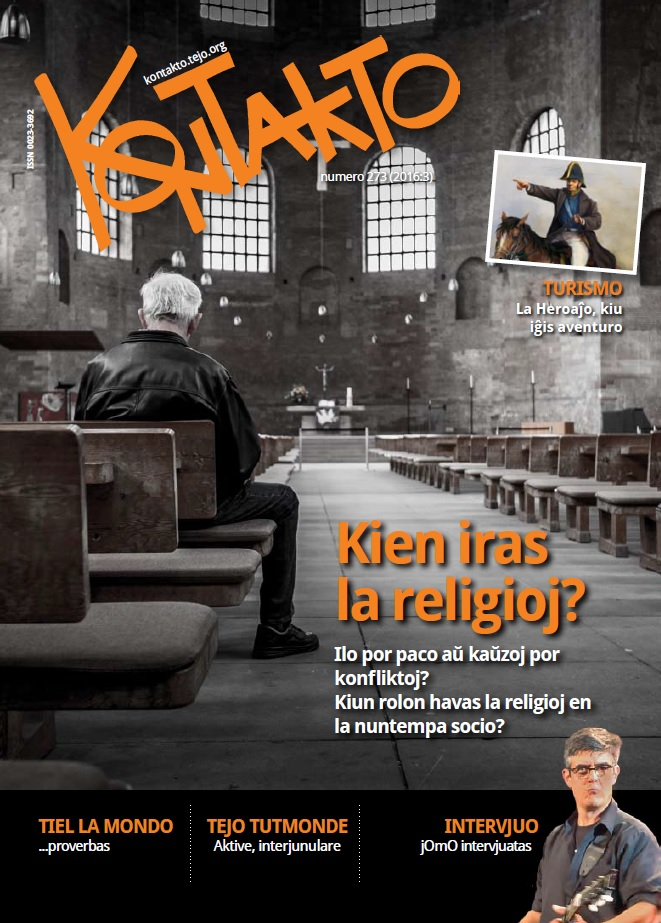 kontakto.tejo.org
KONTAKTO
ISSN 0023-3692
numero 273 (2016:3)
TURISMO
La Heroaĵo, kiu
iĝis aventuro
Kien iras
la religioj?
Ilo por paco aŭ kaŭzoj por
konfliktoj?
Kiun rolon havas la religioj en
la nuntempa socio?
TIEL LA MONDO
...proverbas
TEJO TUTMONDE
Aktive, interjunulare
INTERVJUO
jOmO intervjuatas